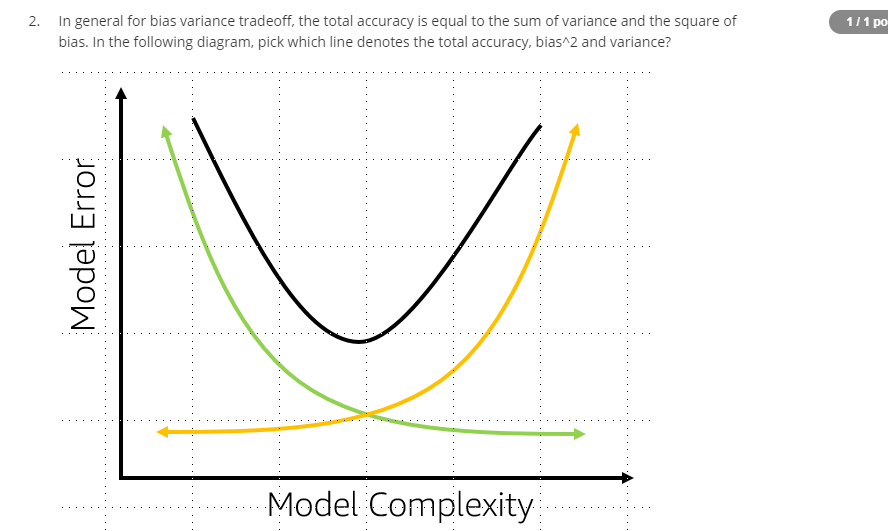 2. In general for bias variance tradeoff, the total accuracy is equal to the sum of variance and the square of
bias. In the following diagram, pick which line denotes the total accuracy, bias^2 and variance?
1 / 1 po
Model Error
Model Complexity